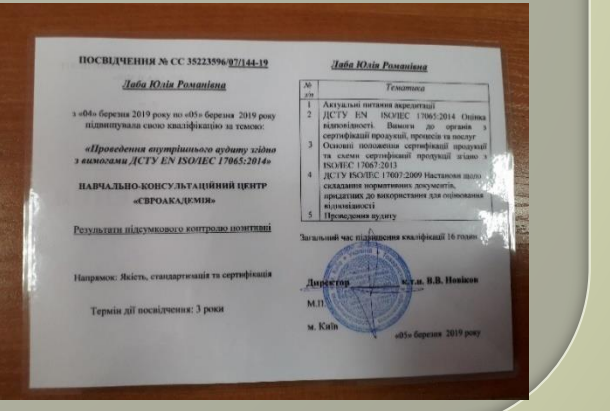 ПОСВІДЧЕННЯ № СС 35223596/07/144-19
Лаба Юлія Романівна
з «04» березня 2019 року по «05» березня 2019 року
підвищувала свою кваліфікацію за темою:
«Проведення внутрішнього аудиту згідно
з вимогами ДСТУ EN ISO/IEC 17065:2014»
НАВЧАЛЬНО-КОНСУЛЬТАЦІЙНИЙ ЦЕНТР
«ЄВРОАКАДЕМІЯ»
Результати підсумкового контролю позитивні
Напрямок: Якість, стандартизація та сертифікація
Термін дії посвідчення: 3 роки
Лаба Юлія Романівна
№ з/п Тематика
1 Актуальні питання акредитації
2 ДСТУ EN ISO/IEC 17065:2014 Оцінка
відповідності. Вимоги до органів з
сертифікації продукції, процесів та послуг
3 Основні положення сертифікації продукції
та схеми сертифікації продукції згідно з
ISO/IEC 17067:2013
4 ДСТУ ISO/IEC 17007:2009 Настанови щодо
складання нормативних документів,
придатних до використання для оцінювання
відповідності
5 Проведення аудиту
Загальний час підвищення кваліфікації 16 годин
Директор к.т.н. В.В. Новіков
М.П.
м. Київ
«05» березня 2019 року